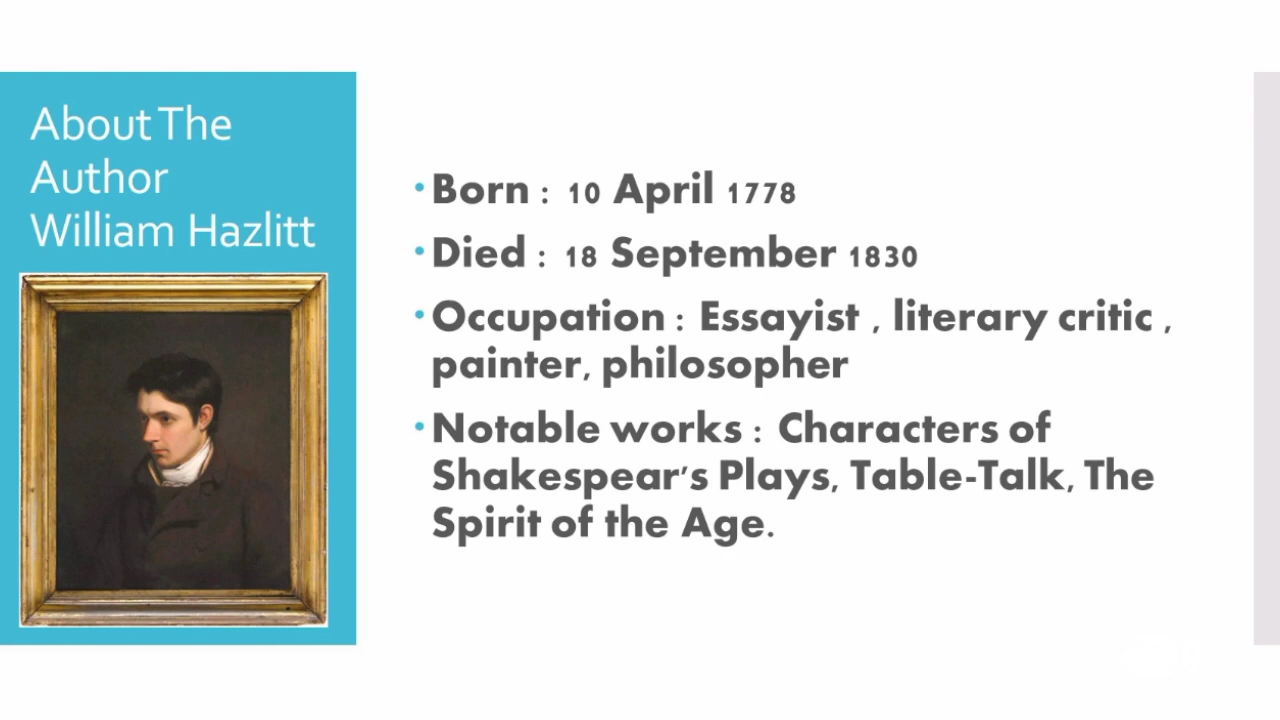 About The
Author
William Hazlitt
• Born : 10 April 1778
• Died : 18 September 1830
• Occupation : Essayist , literary critic ,
painter, philosopher
• Notable works : Characters of
Shakespear's Plays, Table-Talk, The
Spirit of the Age.